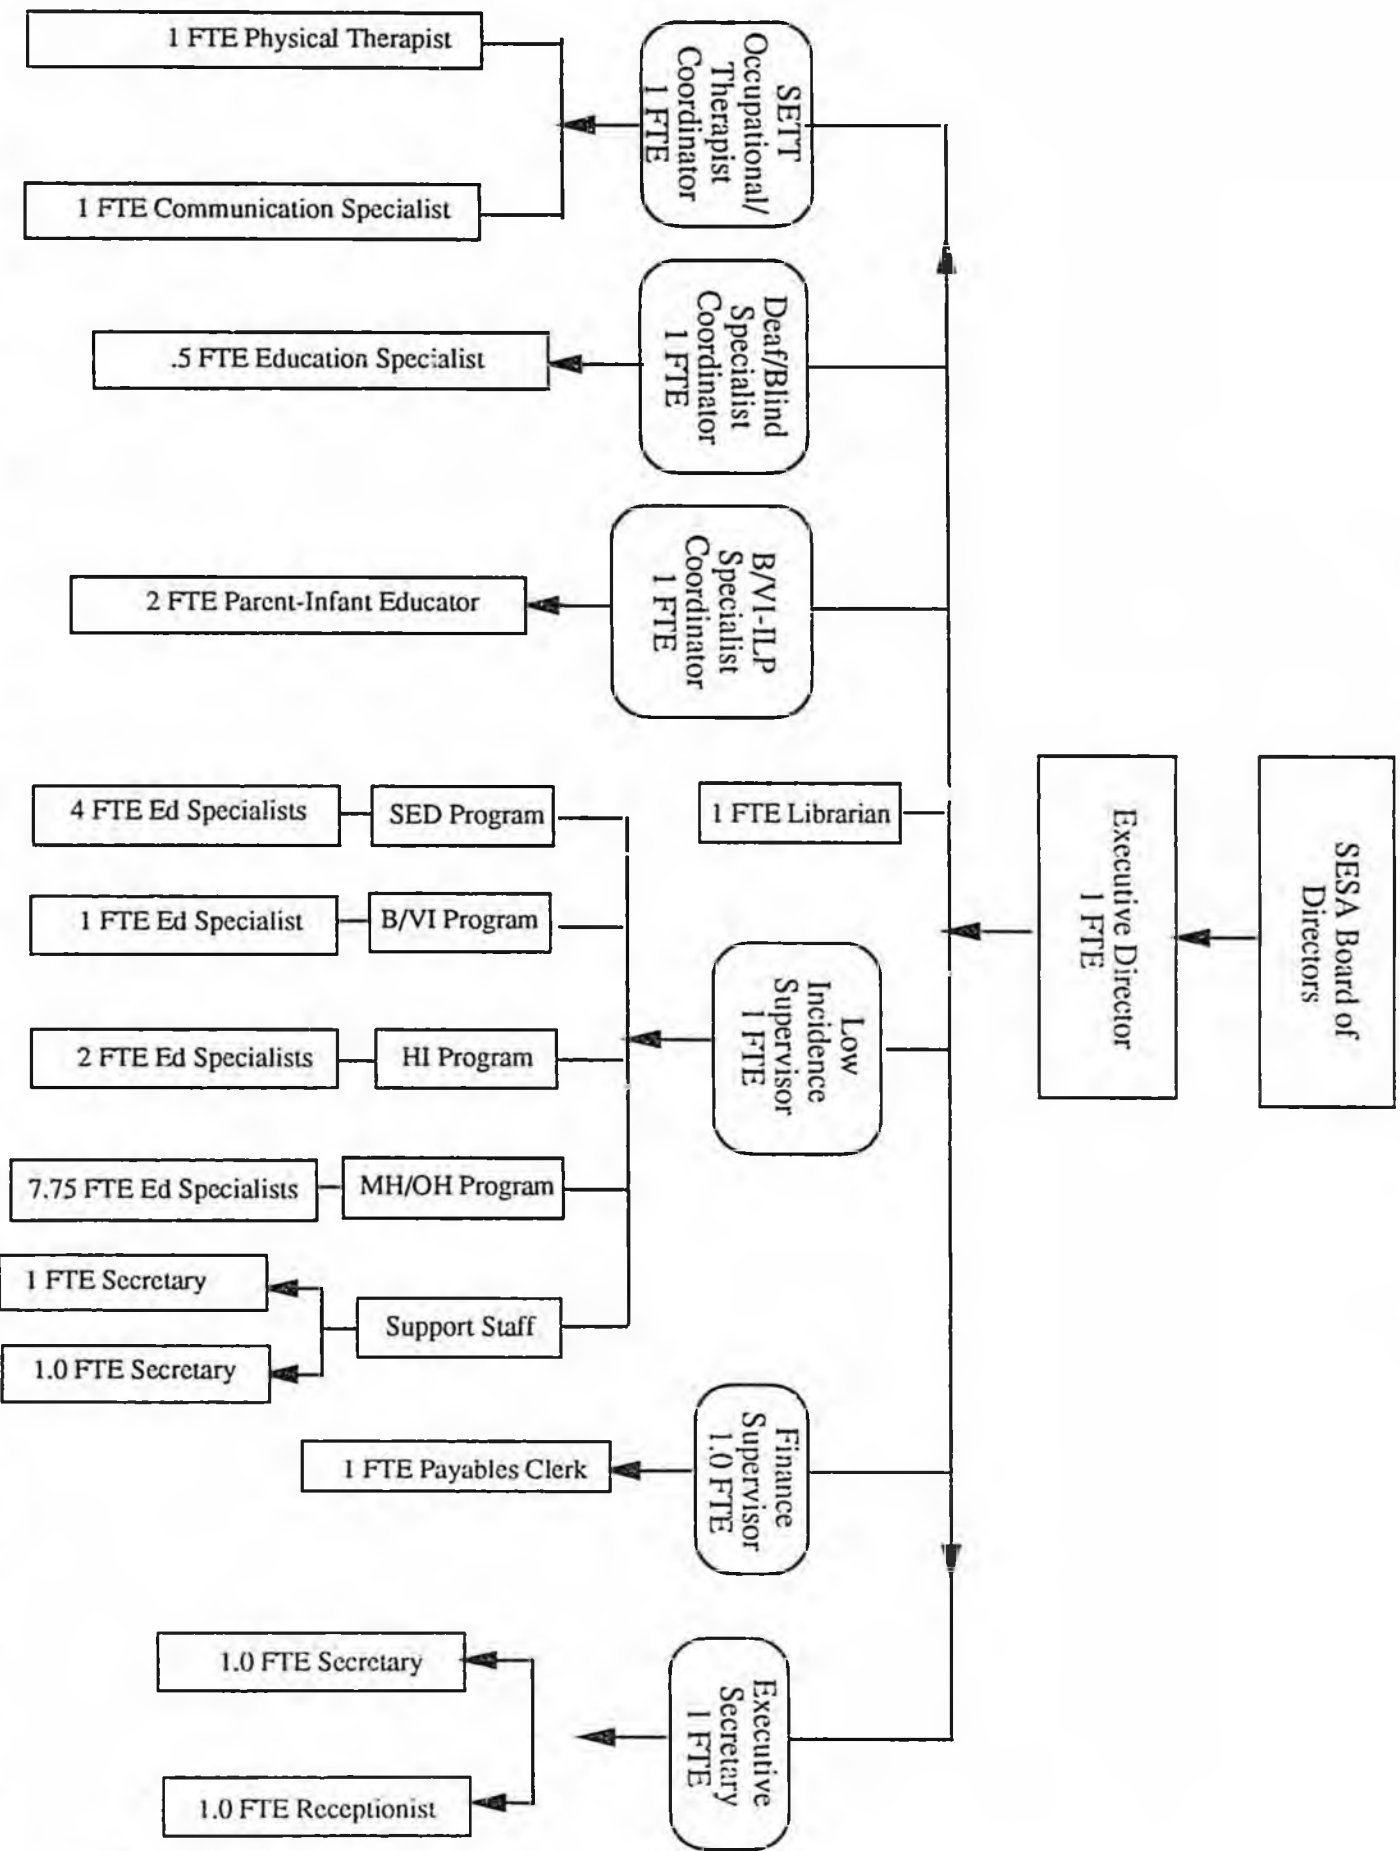 SESA Board of
Directors
Executive Director
1 FTE
SETT
Occupational/
Therapist
Coordinator
1 FTE
1 FTE Physical Therapist
1 FTE Communication Specialist
Deaf/Blind
Specialist
Coordinator
1 FTE
.5 FTE Education Specialist
B/VI-ILP
Specialist
Coordinator
1 FTE
2 FTE Parent-Infant Educator
1 FTE Librarian
Low
Incidence
Supervisor
1 FTE
SED Program
4 FTE Ed Specialists
B/VI Program
1 FTE Ed Specialist
HI Program
2 FTE Ed Specialists
MH/OH Program
7.75 FTE Ed Specialists
Support Staff
1 FTE Secretary
1.0 FTE Secretary
Finance
Supervisor
1.0 FTE
1 FTE Payables Clerk
Executive
Secretary
1 FTE
1.0 FTE Secretary
1.0 FTE Receptionist